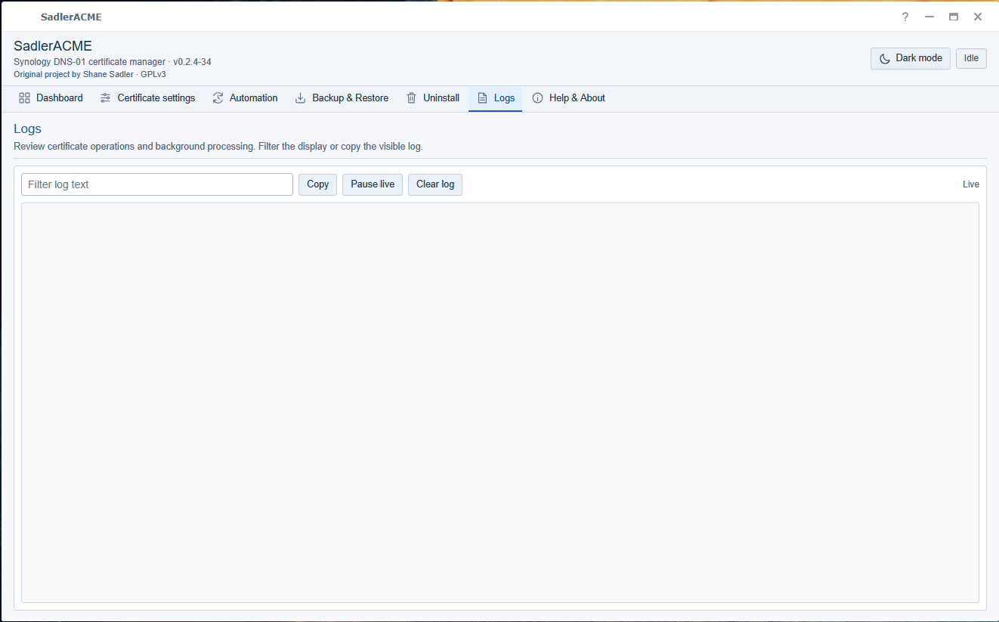 SadlerACME
SadlerACME
Synology DNS-01 certificate manager · v0.2.4-34
Original project by Shane Sadler · GPLv3
Dark mode
Idle
Dashboard
Certificate settings
Automation
Backup & Restore
Uninstall
Logs
Help & About
Logs
Review certificate operations and background processing. Filter the display or copy the visible log.
Filter log text
Copy
Pause live
Clear log
Live